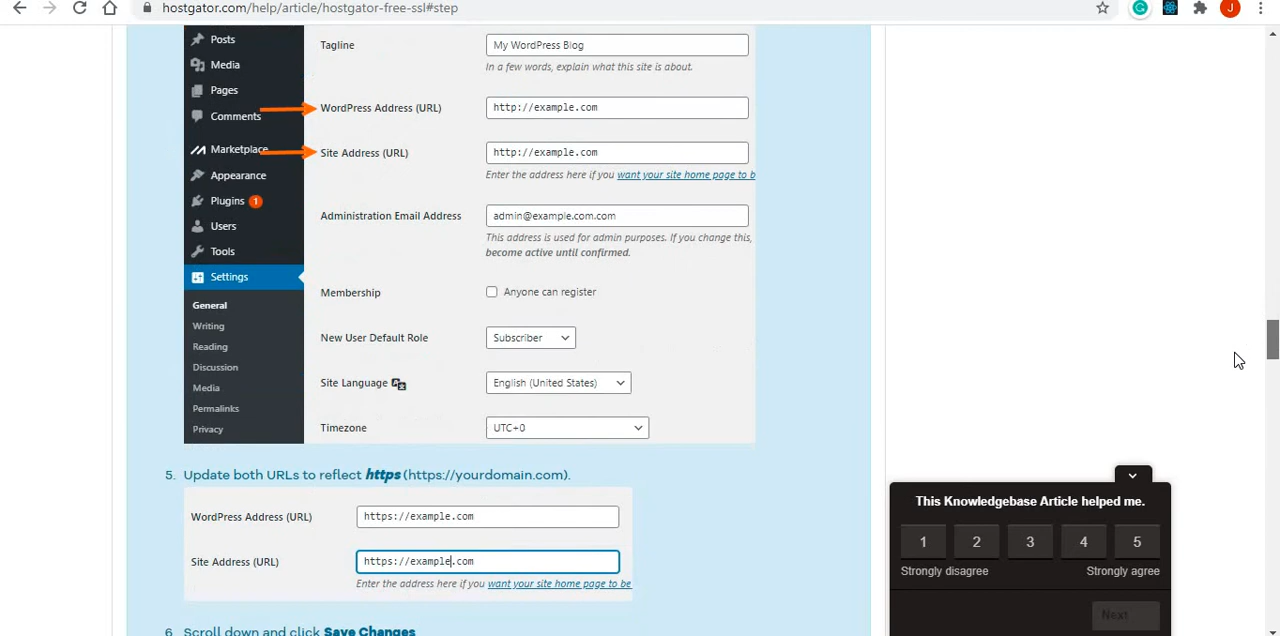 hostgator.com/help/article/hostgator-free-ssl#step
J
Posts
Media
Pages
Comments
Marketplace
Appearance
Plugins 1
Users
Tools
Settings
General
Writing
Reading
Discussion
Media
Permalinks
Privacy
Tagline
My WordPress Blog
In a few words, explain what this site is about.
WordPress Address (URL)
http://example.com
Site Address (URL)
http://example.com
Enter the address here if you want your site home page to b
Administration Email Address
admin@example.com.com
This address is used for admin purposes. If you change this,
become active until confirmed.
Membership
Anyone can register
New User Default Role
Subscriber
Site Language
English (United States)
Timezone
UTC+0
5. Update both URLs to reflect https (https://yourdomain.com).
WordPress Address (URL)
https://example.com
Site Address (URL)
https://example.com
Enter the address here if you want your site home page to be
6. Scroll down and click Save Changes
This Knowledgebase Article helped me.
1 2 3 4 5
Strongly disagree Strongly agree
Next